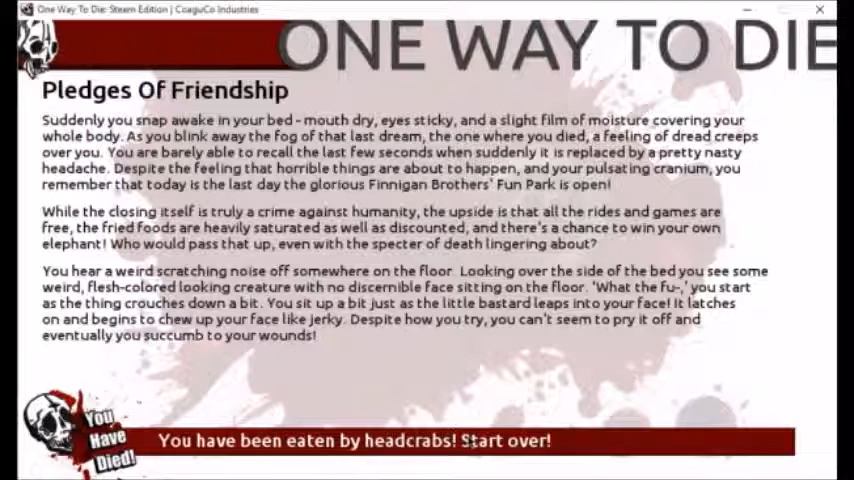 One Way To Die: Steam Edition | CoaguCo Industries
ONE WAY TO DIE
Pledges Of Friendship
Suddenly you snap awake in your bed - mouth dry, eyes sticky, and a slight film of moisture covering your
whole body. As you blink away the fog of that last dream, the one where you died, a feeling of dread creeps
over you. You are barely able to recall the last few seconds when suddenly it is replaced by a pretty nasty
headache. Despite the feeling that horrible things are about to happen, and your pulsating cranium, you
remember that today is the last day the glorious Finnigan Brothers' Fun Park is open!
While the closing itself is truly a crime against humanity, the upside is that all the rides and games are
free, the fried foods are heavily saturated as well as discounted, and there's a chance to win your own
elephant! Who would pass that up, even with the specter of death lingering about?
You hear a weird scratching noise off somewhere on the floor. Looking over the side of the bed you see some
weird, flesh-colored looking creature with no discernible face sitting on the floor. 'What the fu-,' you start
as the thing crouches down a bit. You sit up a bit just as the little bastard leaps into your face! It latches
on and begins to chew up your face like jerky. Despite how you try, you can't seem to pry it off and
eventually you succumb to your wounds!
You
Have
Died!
You have been eaten by headcrabs! Start over!